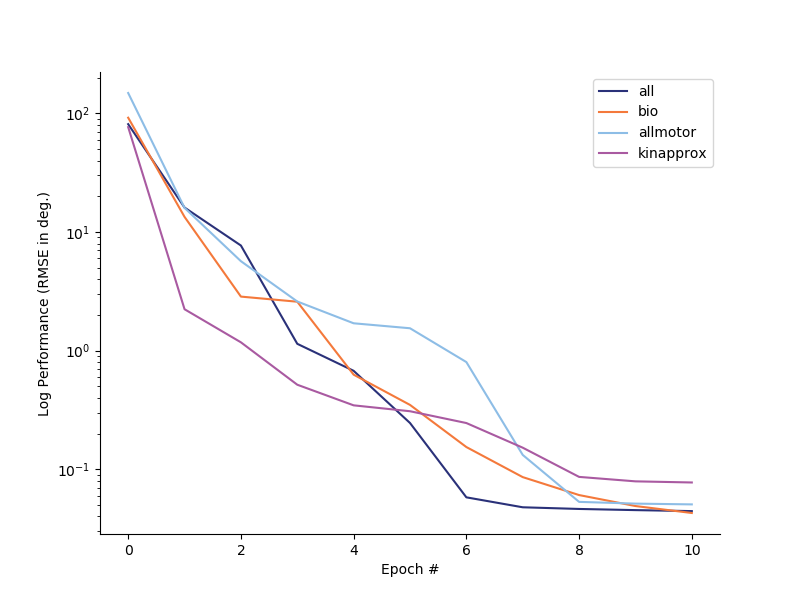 all
bio
allmotor
kinapprox
Log Performance (RMSE in deg.)
10²
10¹
10⁰
10⁻¹
0 2 4 6 8 10
Epoch #